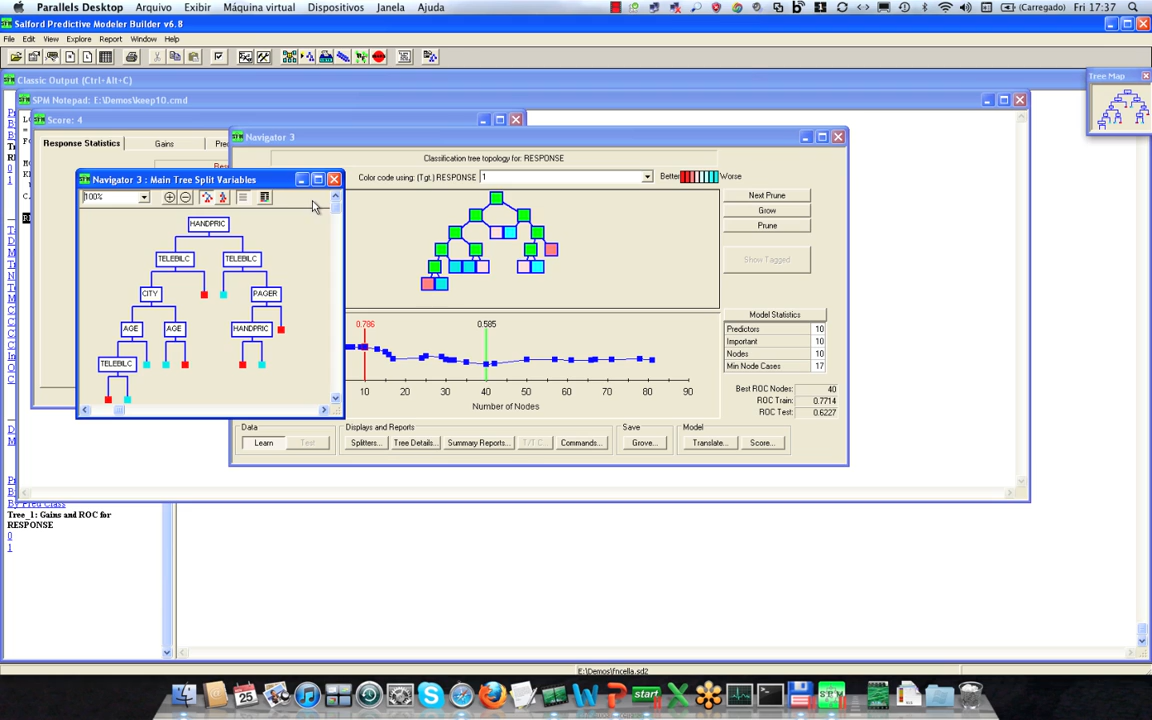 Parallels Desktop Arquivo Exibir Máquina virtual Dispositivos Janela Ajuda (Carregado) Fri 17:37
Salford Predictive Modeler Builder v6.8
File Edit View Explore Report Window Help
Classic Output (Ctrl+Alt+C)
Tree Map
SPM Notepad: E:\Demos\keep10.cmd
Score: 4
Navigator 3
Response Statistics Gains
Classification tree topology for: RESPONSE
Navigator 3 : Main Tree Split Variables
Color code using: (Tgt.) RESPONSE 1 Better Worse
100%
Next Prune
Grow
Prune
Show Tagged
HANDPRIC
TELEBILC TELEBILC
CITY PAGER
AGE AGE HANDPRIC
TELEBILC
0.786 0.585
10 20 30 40 50 60 70 80 90
Number of Nodes
Model Statistics
Predictors 10
Important 10
Nodes 10
Min Node Cases 17
Best ROC Nodes: 40
ROC Train: 0.7714
ROC Test: 0.6227
Data Displays and Reports Save Model
Learn Test Splitters... Tree Details... Summary Reports... Commands... Grove... Translate... Score...
By Pred Class
Tree_1: Gains and ROC for
RESPONSE
0
1
E:\Demos\fncella.sd2